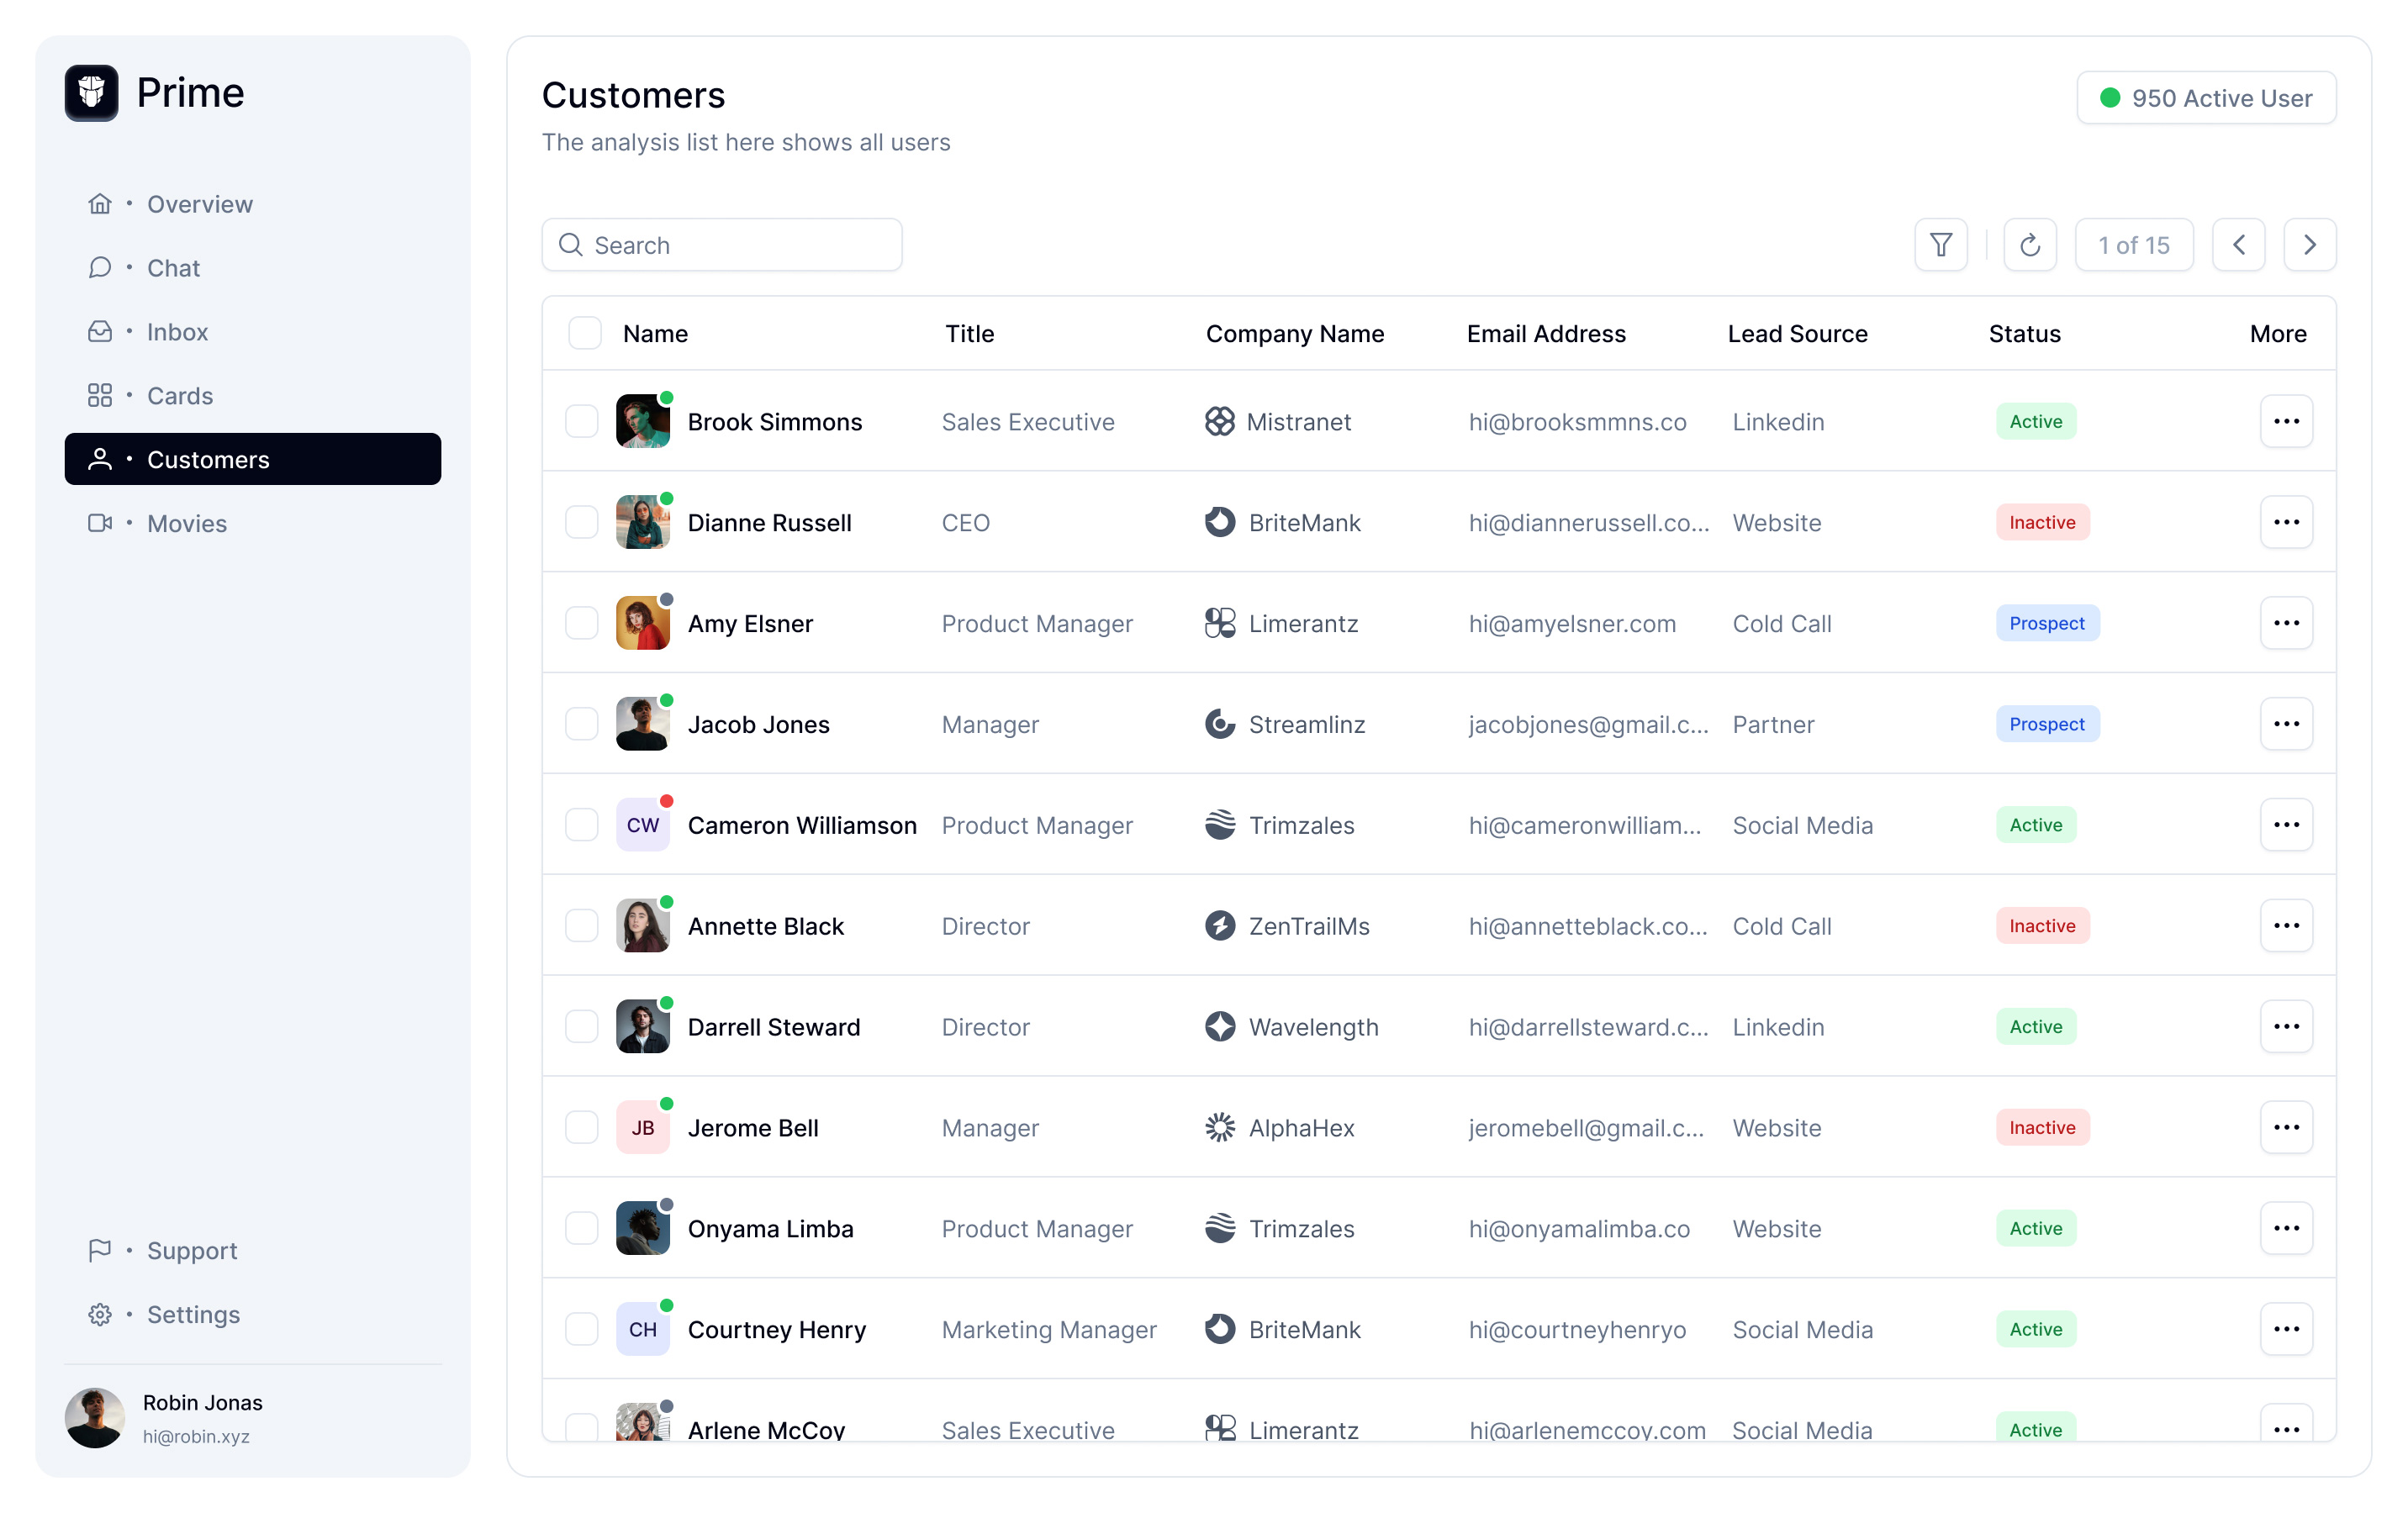 Prime
Overview
Chat
Inbox
Cards
Customers
Movies
Support
Settings
Robin Jonas
hi@robin.xyz
Customers
950 Active User
The analysis list here shows all users
Search
1 of 15
Name Title Company Name Email Address Lead Source Status More
Brook Simmons Sales Executive Mistranet hi@brooksmmns.co Linkedin Active
Dianne Russell CEO BriteMank hi@diannerussell.co... Website Inactive
Amy Elsner Product Manager Limerantz hi@amyelsner.com Cold Call Prospect
Jacob Jones Manager Streamlinz jacobjones@gmail.c... Partner Prospect
CW Cameron Williamson Product Manager Trimzales hi@cameronwilliam... Social Media Active
Annette Black Director ZenTrailMs hi@annetteblack.co... Cold Call Inactive
Darrell Steward Director Wavelength hi@darrellsteward.c... Linkedin Active
JB Jerome Bell Manager AlphaHex jeromebell@gmail.c... Website Inactive
Onyama Limba Product Manager Trimzales hi@onyamalimba.co Website Active
CH Courtney Henry Marketing Manager BriteMank hi@courtneyhenryo Social Media Active
Arlene McCoy Sales Executive Limerantz hi@arlenemccoy.com Social Media Active